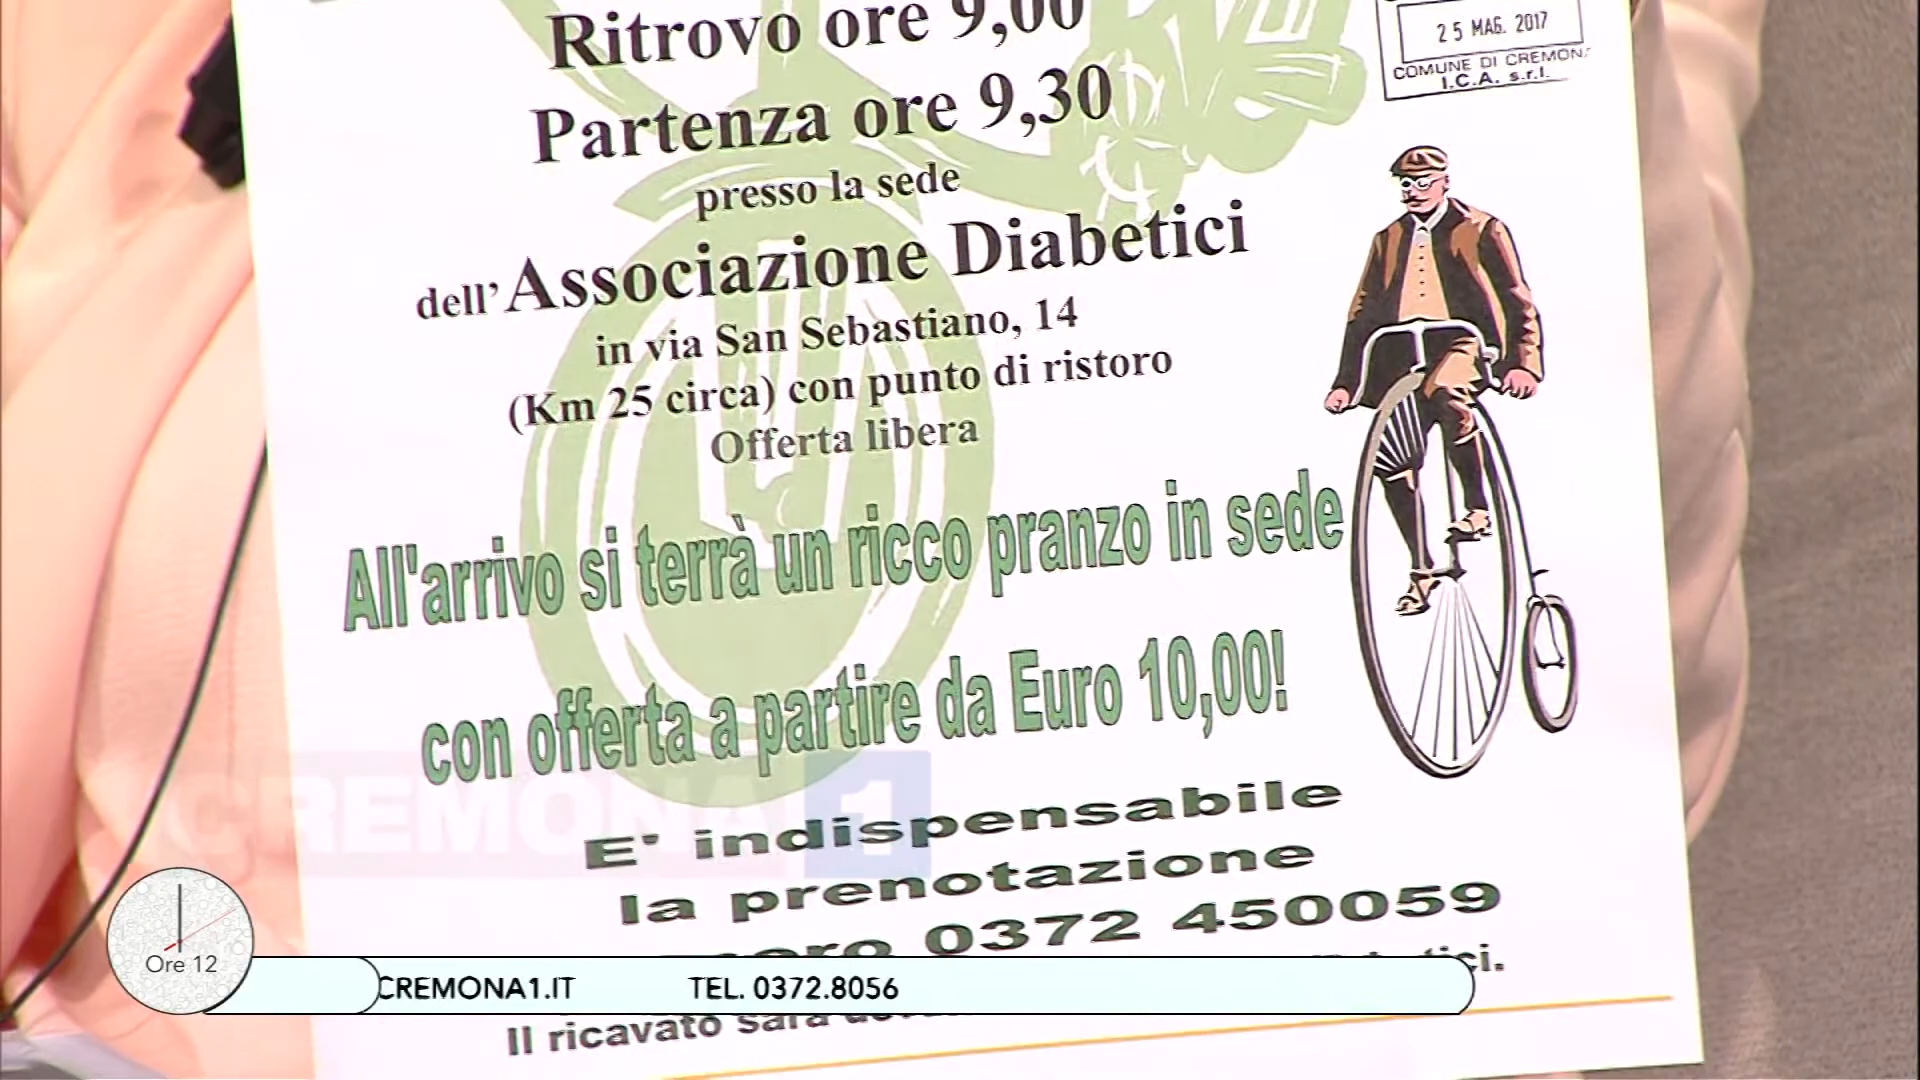 Ritrovo ore 9,00
Partenza ore 9,30
presso la sede
dell'Associazione Diabetici
in via San Sebastiano, 14
(Km 25 circa) con punto di ristoro
Offerta libera
All'arrivo si terrà un ricco pranzo in sede
con offerta a partire da Euro 10,00!
E' indispensabile
la prenotazione
0372 450059
Il ricavato sarà
25 MAG. 2017
COMUNE DI CREMONA
I.C.A. s.r.l.
CREMONA 1
Ore 12
CREMONA1.IT TEL. 0372.8056